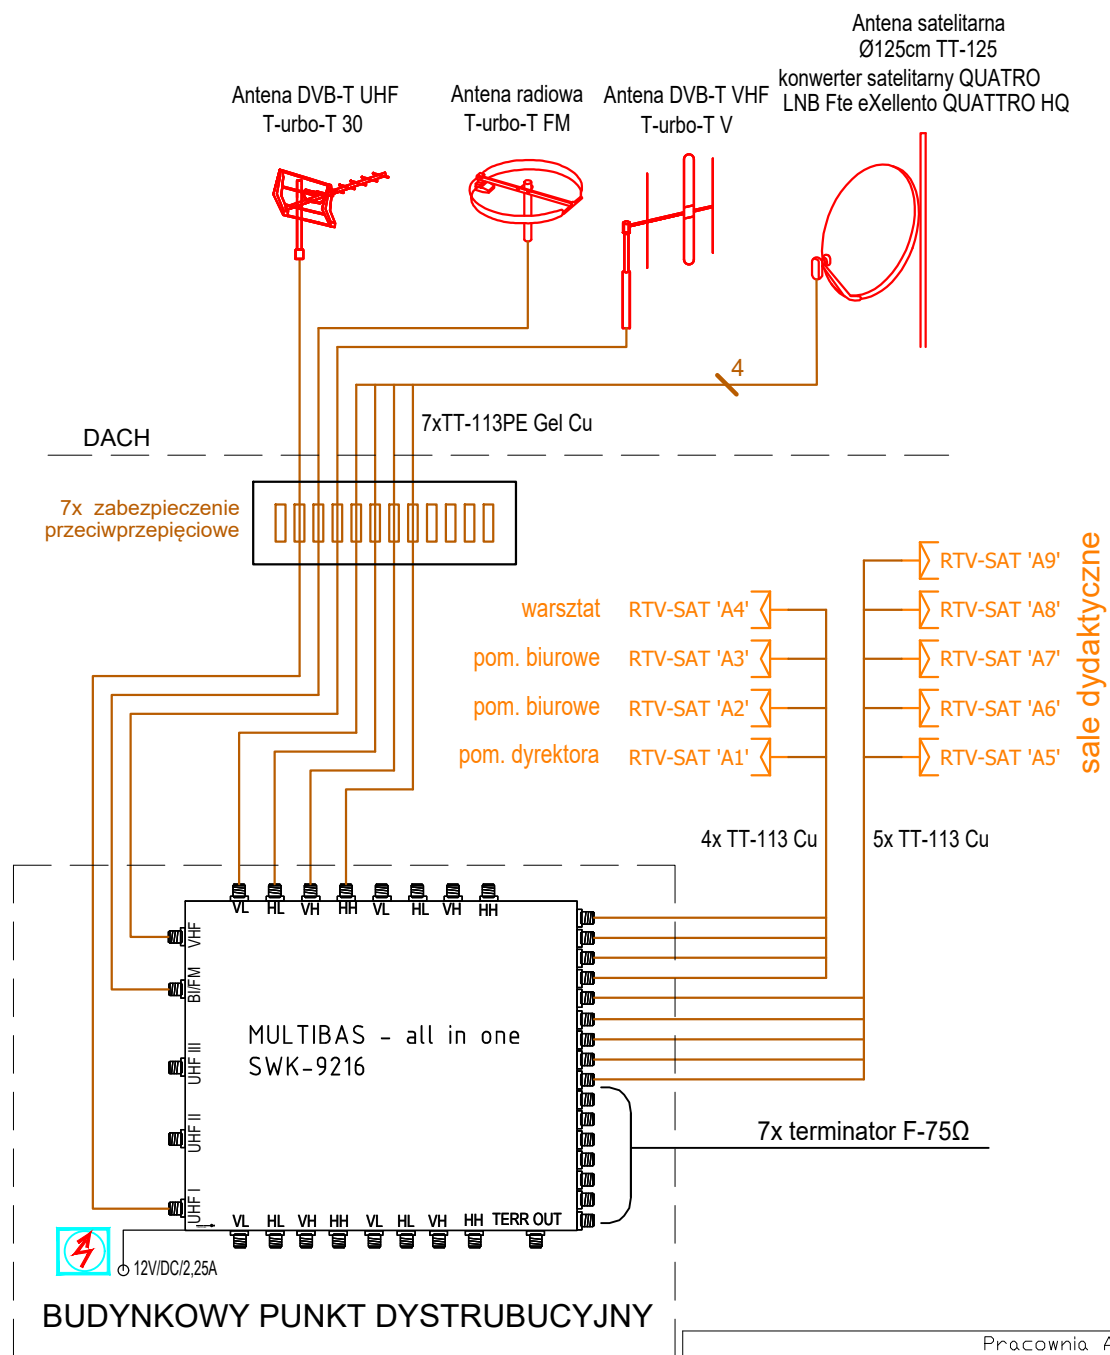 Antena satelitarna
Ø125cm TT-125
konwerter satelitarny QUATRO
LNB Fte eXellento QUATTRO HQ
Antena DVB-T UHF
T-urbo-T 30
Antena radiowa
T-urbo-T FM
Antena DVB-T VHF
T-urbo-T V
4
7xTT-113PE Gel Cu
DACH
7x zabezpieczenie
przeciwprzepięciowe
RTV-SAT 'A9'
warsztat RTV-SAT 'A4'
RTV-SAT 'A8'
pom. biurowe RTV-SAT 'A3'
RTV-SAT 'A7'
pom. biurowe RTV-SAT 'A2'
RTV-SAT 'A6'
pom. dyrektora RTV-SAT 'A1'
RTV-SAT 'A5'
sale dydaktyczne
4x TT-113 Cu
5x TT-113 Cu
VL HL VH HH VL HL VH HH
VHF
BI/FM
UHF III
UHF II
UHF I
MULTIBAS - all in one
SWK-9216
7x terminator F-75Ω
VL HL VH HH VL HL VH HH TERR OUT
12V/DC/2,25A
BUDYNKOWY PUNKT DYSTRUBUCYJNY
Pracownia A